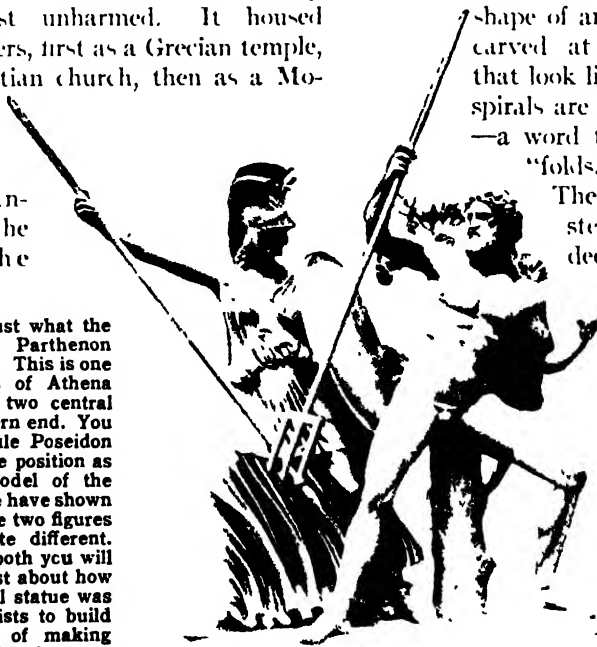 st unharmed. It housed
ers, first as a Grecian temple,
tian church, then as a Mo-
n-
he
he
ust what the
Parthenon
This is one
of Athena
two central
rn end. You
ule Poseidon
e position as
odel of the
e have shown
e two figures
te different.
both you will
st about how
l statue was
ists to build
of making
shape of an
carved at
that look li
spirals are
—a word t
"folds,
The
ste
dec